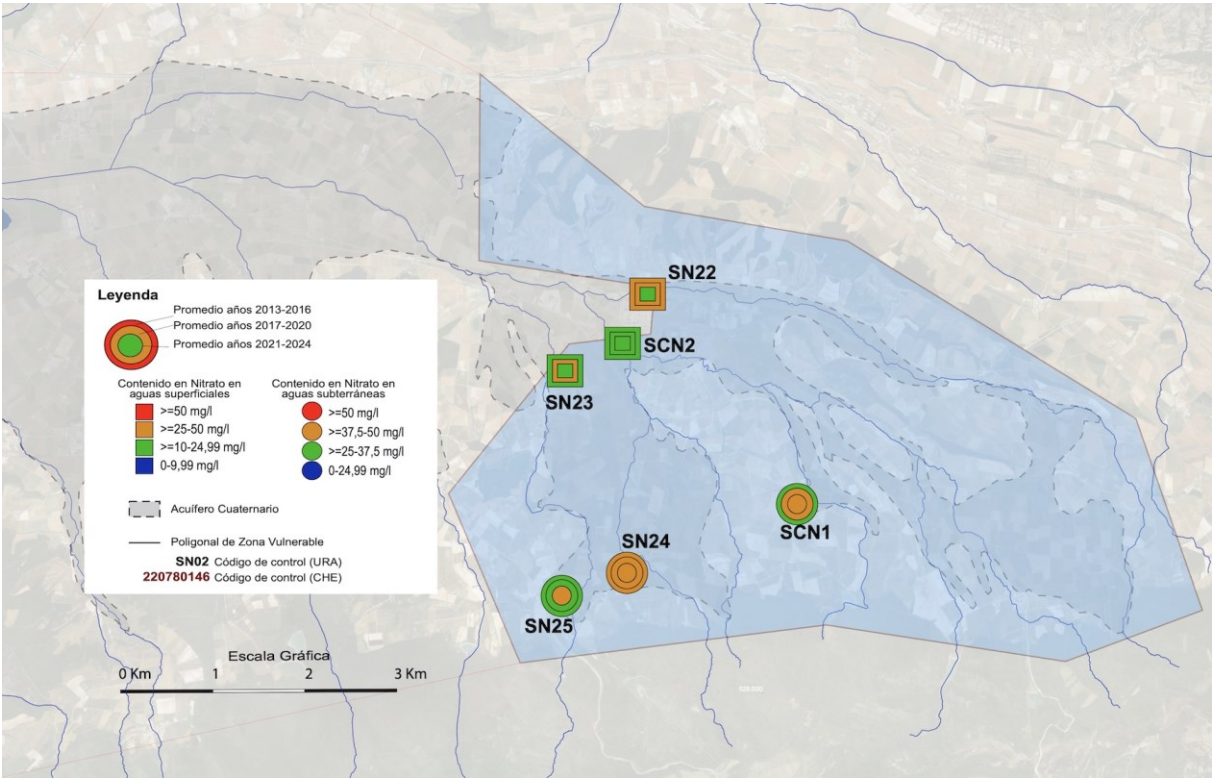 SN22
SCN2
SN23
SCN1
SN24
SN25
Leyenda
Promedio años 2013-2016
Promedio años 2017-2020
Promedio años 2021-2024
Contenido en Nitrato en
aguas superficiales
>=50 mg/l
>=25-50 mg/l
>=10-24,99 mg/l
0-9,99 mg/l
Contenido en Nitrato en
aguas subterráneas
>=50 mg/l
>=37,5-50 mg/l
>=25-37,5 mg/l
0-24,99 mg/l
Acuífero Cuaternario
Poligonal de Zona Vulnerable
SN02 Código de control (URA)
220780146 Código de control (CHE)
Escala Gráfica
0 Km 1 2 3 Km